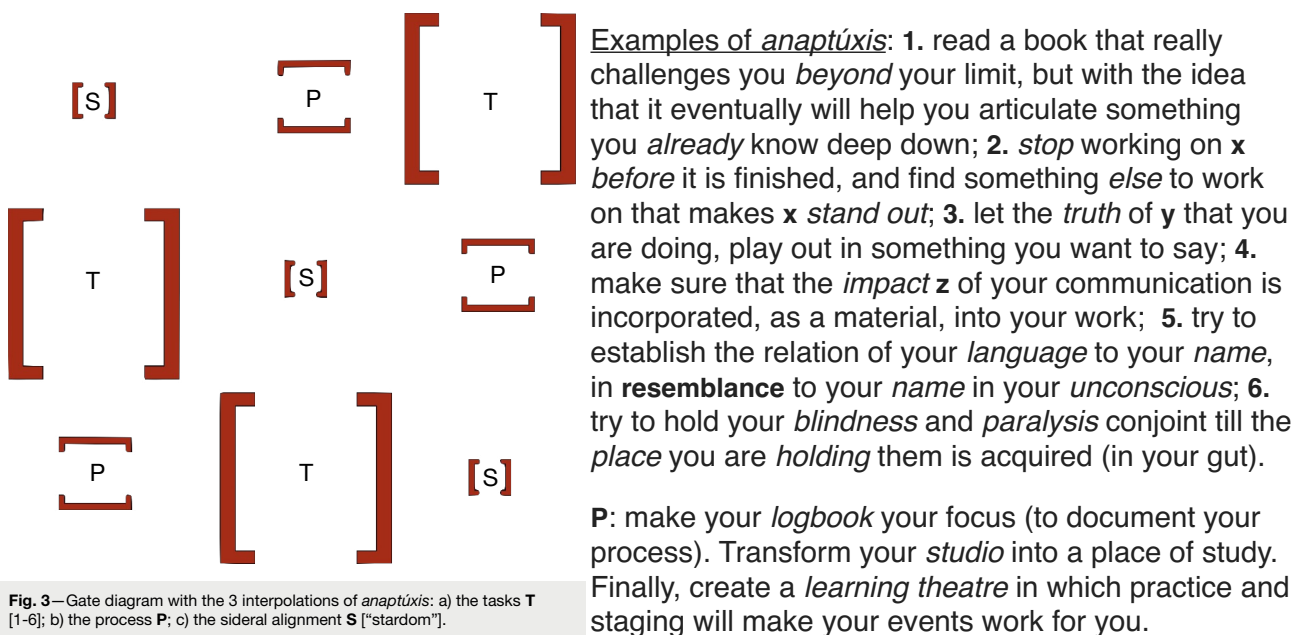 S
P
T
T
S
P
P
T
S
Fig. 3—Gate diagram with the 3 interpolations of anaptúxis: a) the tasks T
[1-6]; b) the process P; c) the sideral alignment S ["stardom"].
Examples of anaptúxis: 1. read a book that really
challenges you beyond your limit, but with the idea
that it eventually will help you articulate something
you already know deep down; 2. stop working on x
before it is finished, and find something else to work
on that makes x stand out; 3. let the truth of y that you
are doing, play out in something you want to say; 4.
make sure that the impact z of your communication is
incorporated, as a material, into your work; 5. try to
establish the relation of your language to your name,
in resemblance to your name in your unconscious; 6.
try to hold your blindness and paralysis conjoint till the
place you are holding them is acquired (in your gut).
P: make your logbook your focus (to document your
process). Transform your studio into a place of study.
Finally, create a learning theatre in which practice and
staging will make your events work for you.